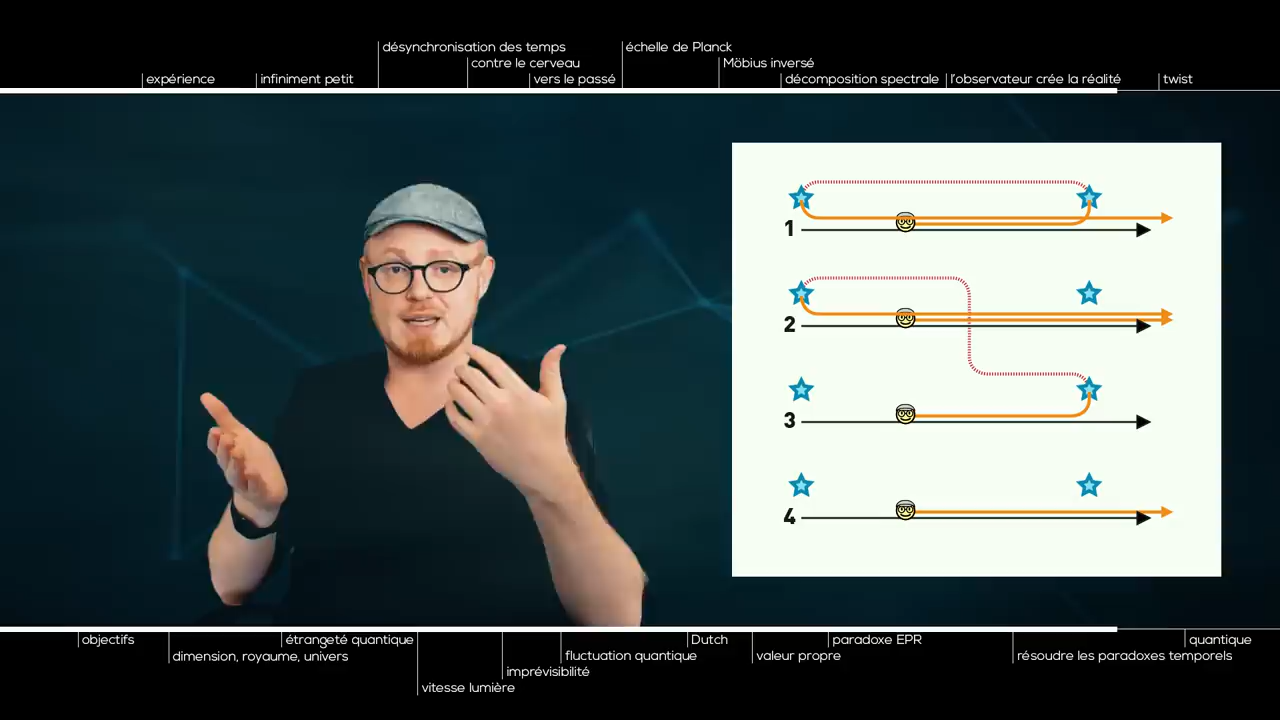 désynchronisation des temps
échelle de Planck
contre le cerveau
Möbius inversé
expérience
infiniment petit
vers le passé
décomposition spectrale
l'observateur crée la réalité
twist
1
2
3
4
objectifs
étrangeté quantique
Dutch
paradoxe EPR
quantique
dimension, royaume, univers
fluctuation quantique
valeur propre
résoudre les paradoxes temporels
imprévisibilité
vitesse lumière